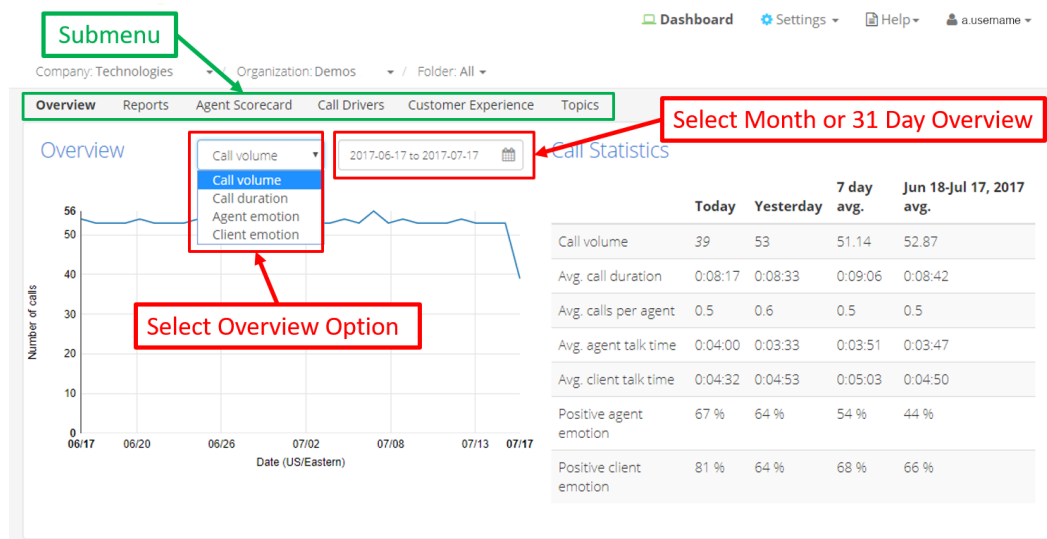 Dashboard Settings Help a.username
Submenu
Company: Technologies / Organization: Demos / Folder: All
Overview Reports Agent Scorecard Call Drivers Customer Experience Topics
Select Month or 31 Day Overview
Overview
Call volume
2017-06-17 to 2017-07-17
Call volume
Call duration
Agent emotion
Client emotion
Select Overview Option
Number of calls
56
50
40
30
20
10
0
06/17 06/20 06/26 07/02 07/08 07/13 07/17
Date (US/Eastern)
Call Statistics
Today Yesterday 7 day avg. Jun 18-Jul 17, 2017 avg.
Call volume 39 53 51.14 52.87
Avg. call duration 0:08:17 0:08:33 0:09:06 0:08:42
Avg. calls per agent 0.5 0.6 0.5 0.5
Avg. agent talk time 0:04:00 0:03:33 0:03:51 0:03:47
Avg. client talk time 0:04:32 0:04:53 0:05:03 0:04:50
Positive agent emotion 67 % 64 % 54 % 44 %
Positive client emotion 81 % 64 % 68 % 66 %